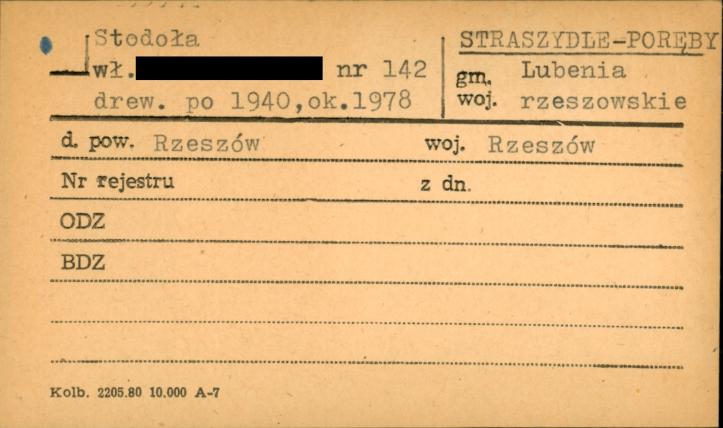 Stodoła
wł. nr 142
drew. po 1940,ok.1978
STRASZYDLE-PORĘBY
gm. Lubenia
woj. rzeszowskie
d. pow. Rzeszów woj. Rzeszów
Nr rejestru z dn.
ODZ
BDZ
Kolb. 2205.80 10.000 A-7